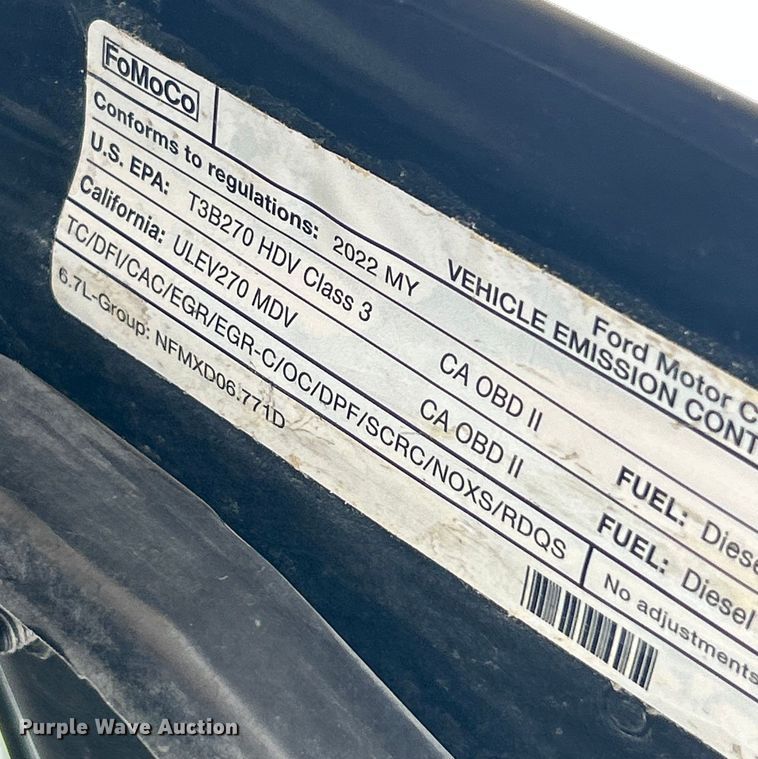 FoMoCo
Ford Motor C
VEHICLE EMISSION CONT
Conforms to regulations: 2022 MY
U.S. EPA: T3B270 HDV Class 3 CA OBD II FUEL: Diese
California: ULEV270 MDV CA OBD II FUEL: Diesel
TC/DFI/CAC/EGR/EGR-C/OC/DPF/SCRC/NOXS/RDQS No adjustments
6.7L-Group: NFMXD06.771D
Purple Wave Auction